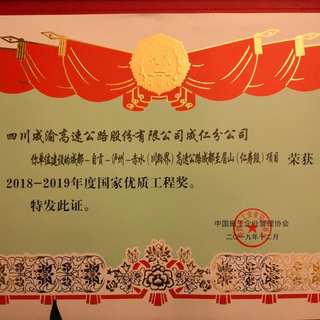 四川成渝高速公路股份有限公司成仁分公司
你单位建设的成都—自贡—泸州—赤水（川黔界）高速公路成都至眉山（仁寿段）项目 荣获
2018-2019年度国家优质工程奖。
特发此证。
中国施工企业管理协会
二〇一九年十二月